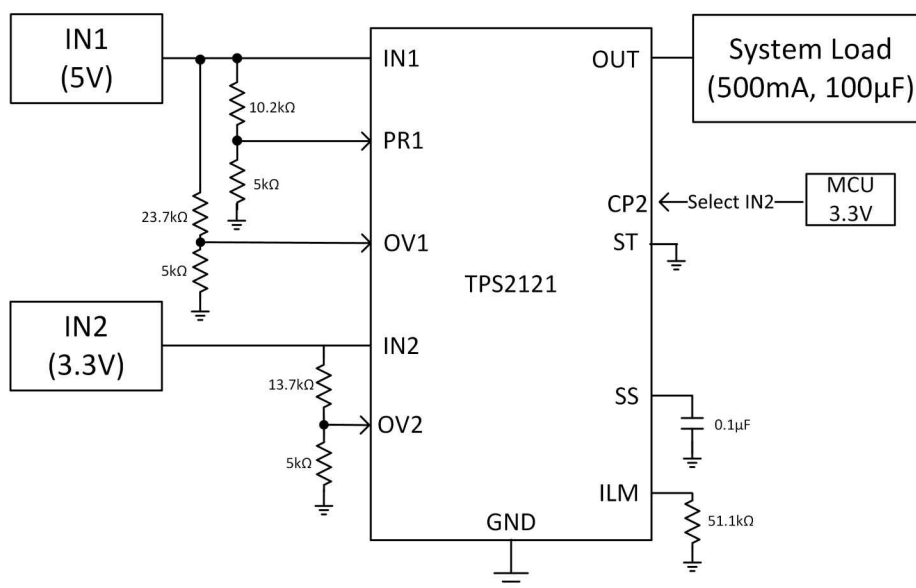 IN1
(5V)
IN1
OUT
System Load
(500mA, 100µF)
10.2kΩ
PR1
5kΩ
CP2
Select IN2
MCU
3.3V
23.7kΩ
OV1
ST
5kΩ
TPS2121
IN2
(3.3V)
IN2
13.7kΩ
OV2
5kΩ
SS
0.1µF
ILM
51.1kΩ
GND